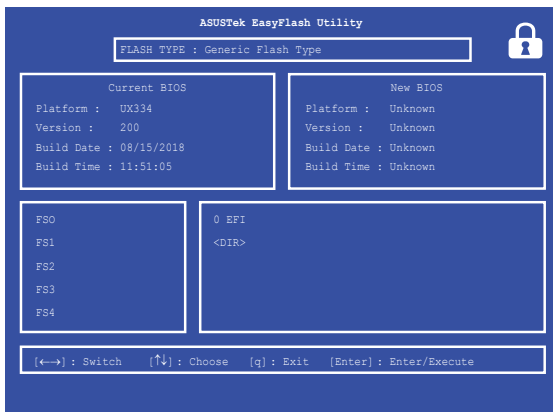 ASUSTek EasyFlash Utility
FLASH TYPE : Generic Flash Type
Current BIOS
Platform : UX334
Version : 200
Build Date : 08/15/2018
Build Time : 11:51:05
New BIOS
Platform : Unknown
Version : Unknown
Build Date : Unknown
Build Time : Unknown
FSO
FS1
FS2
FS3
FS4
0 EFI
<DIR>
[←→] : Switch [↑↓] : Choose [q] : Exit [Enter] : Enter/Execute